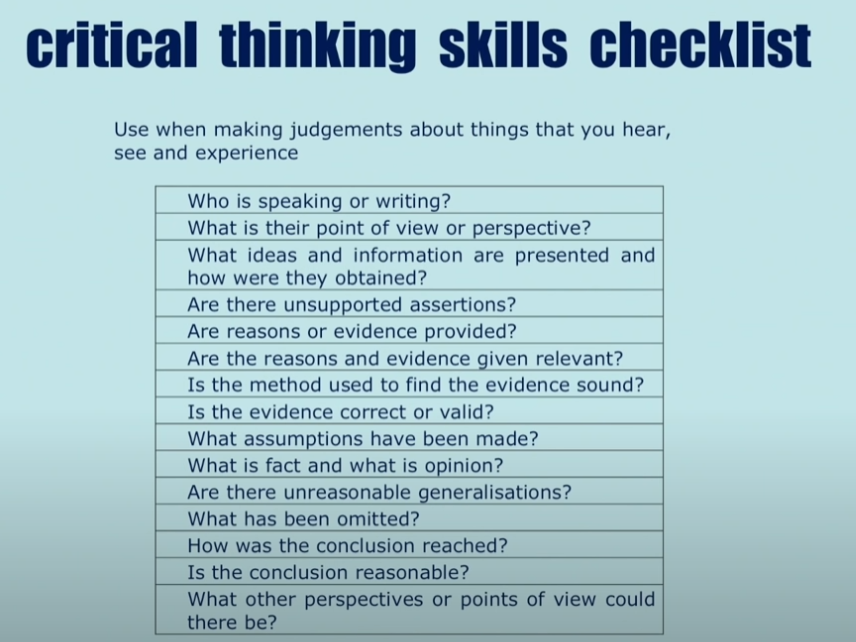 critical thinking skills checklist
Use when making judgements about things that you hear,
see and experience
Who is speaking or writing?
What is their point of view or perspective?
What ideas and information are presented and
how were they obtained?
Are there unsupported assertions?
Are reasons or evidence provided?
Are the reasons and evidence given relevant?
Is the method used to find the evidence sound?
Is the evidence correct or valid?
What assumptions have been made?
What is fact and what is opinion?
Are there unreasonable generalisations?
What has been omitted?
How was the conclusion reached?
Is the conclusion reasonable?
What other perspectives or points of view could
there be?